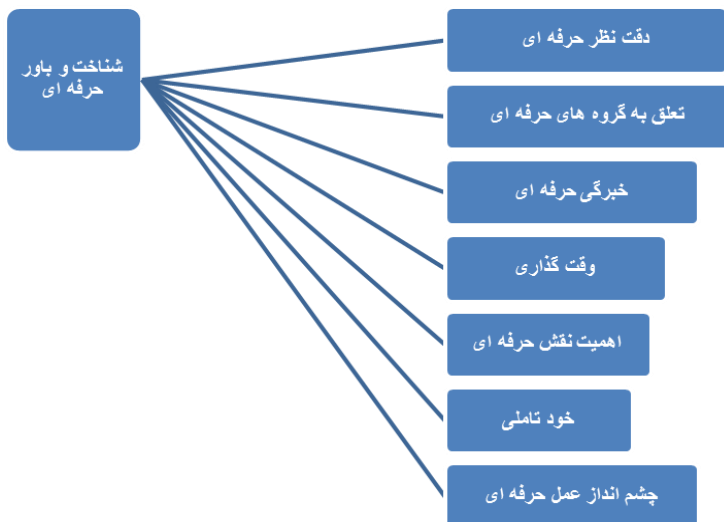 شناخت و باور
حرفه ای
دقت نظر حرفه ای
تعلق به گروه های حرفه ای
خبرگی حرفه ای
وقت گذاری
اهمیت نقش حرفه ای
خود تاملی
چشم انداز عمل حرفه ای